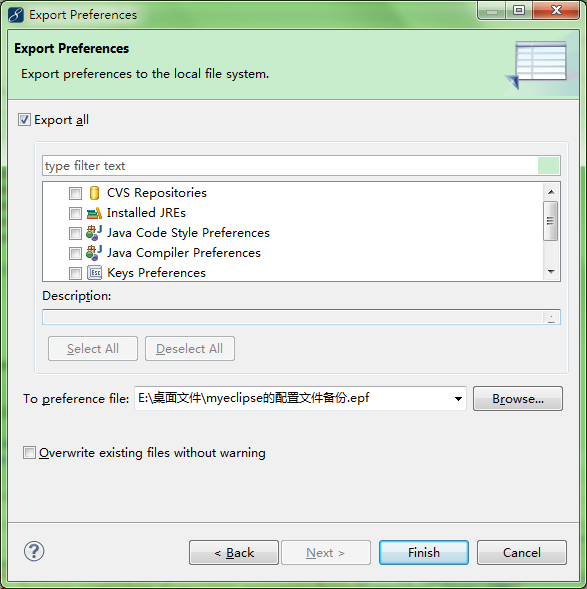 Export Preferences
Export Preferences
Export preferences to the local file system.
Export all
type filter text
CVS Repositories
Installed JREs
Java Code Style Preferences
Java Compiler Preferences
Esc Keys Preferences
Description:
Select All Deselect All
To preference file: E:\桌面文件\myeclipse的配置文件备份.epf Browse...
Overwrite existing files without warning
? < Back Next > Finish Cancel